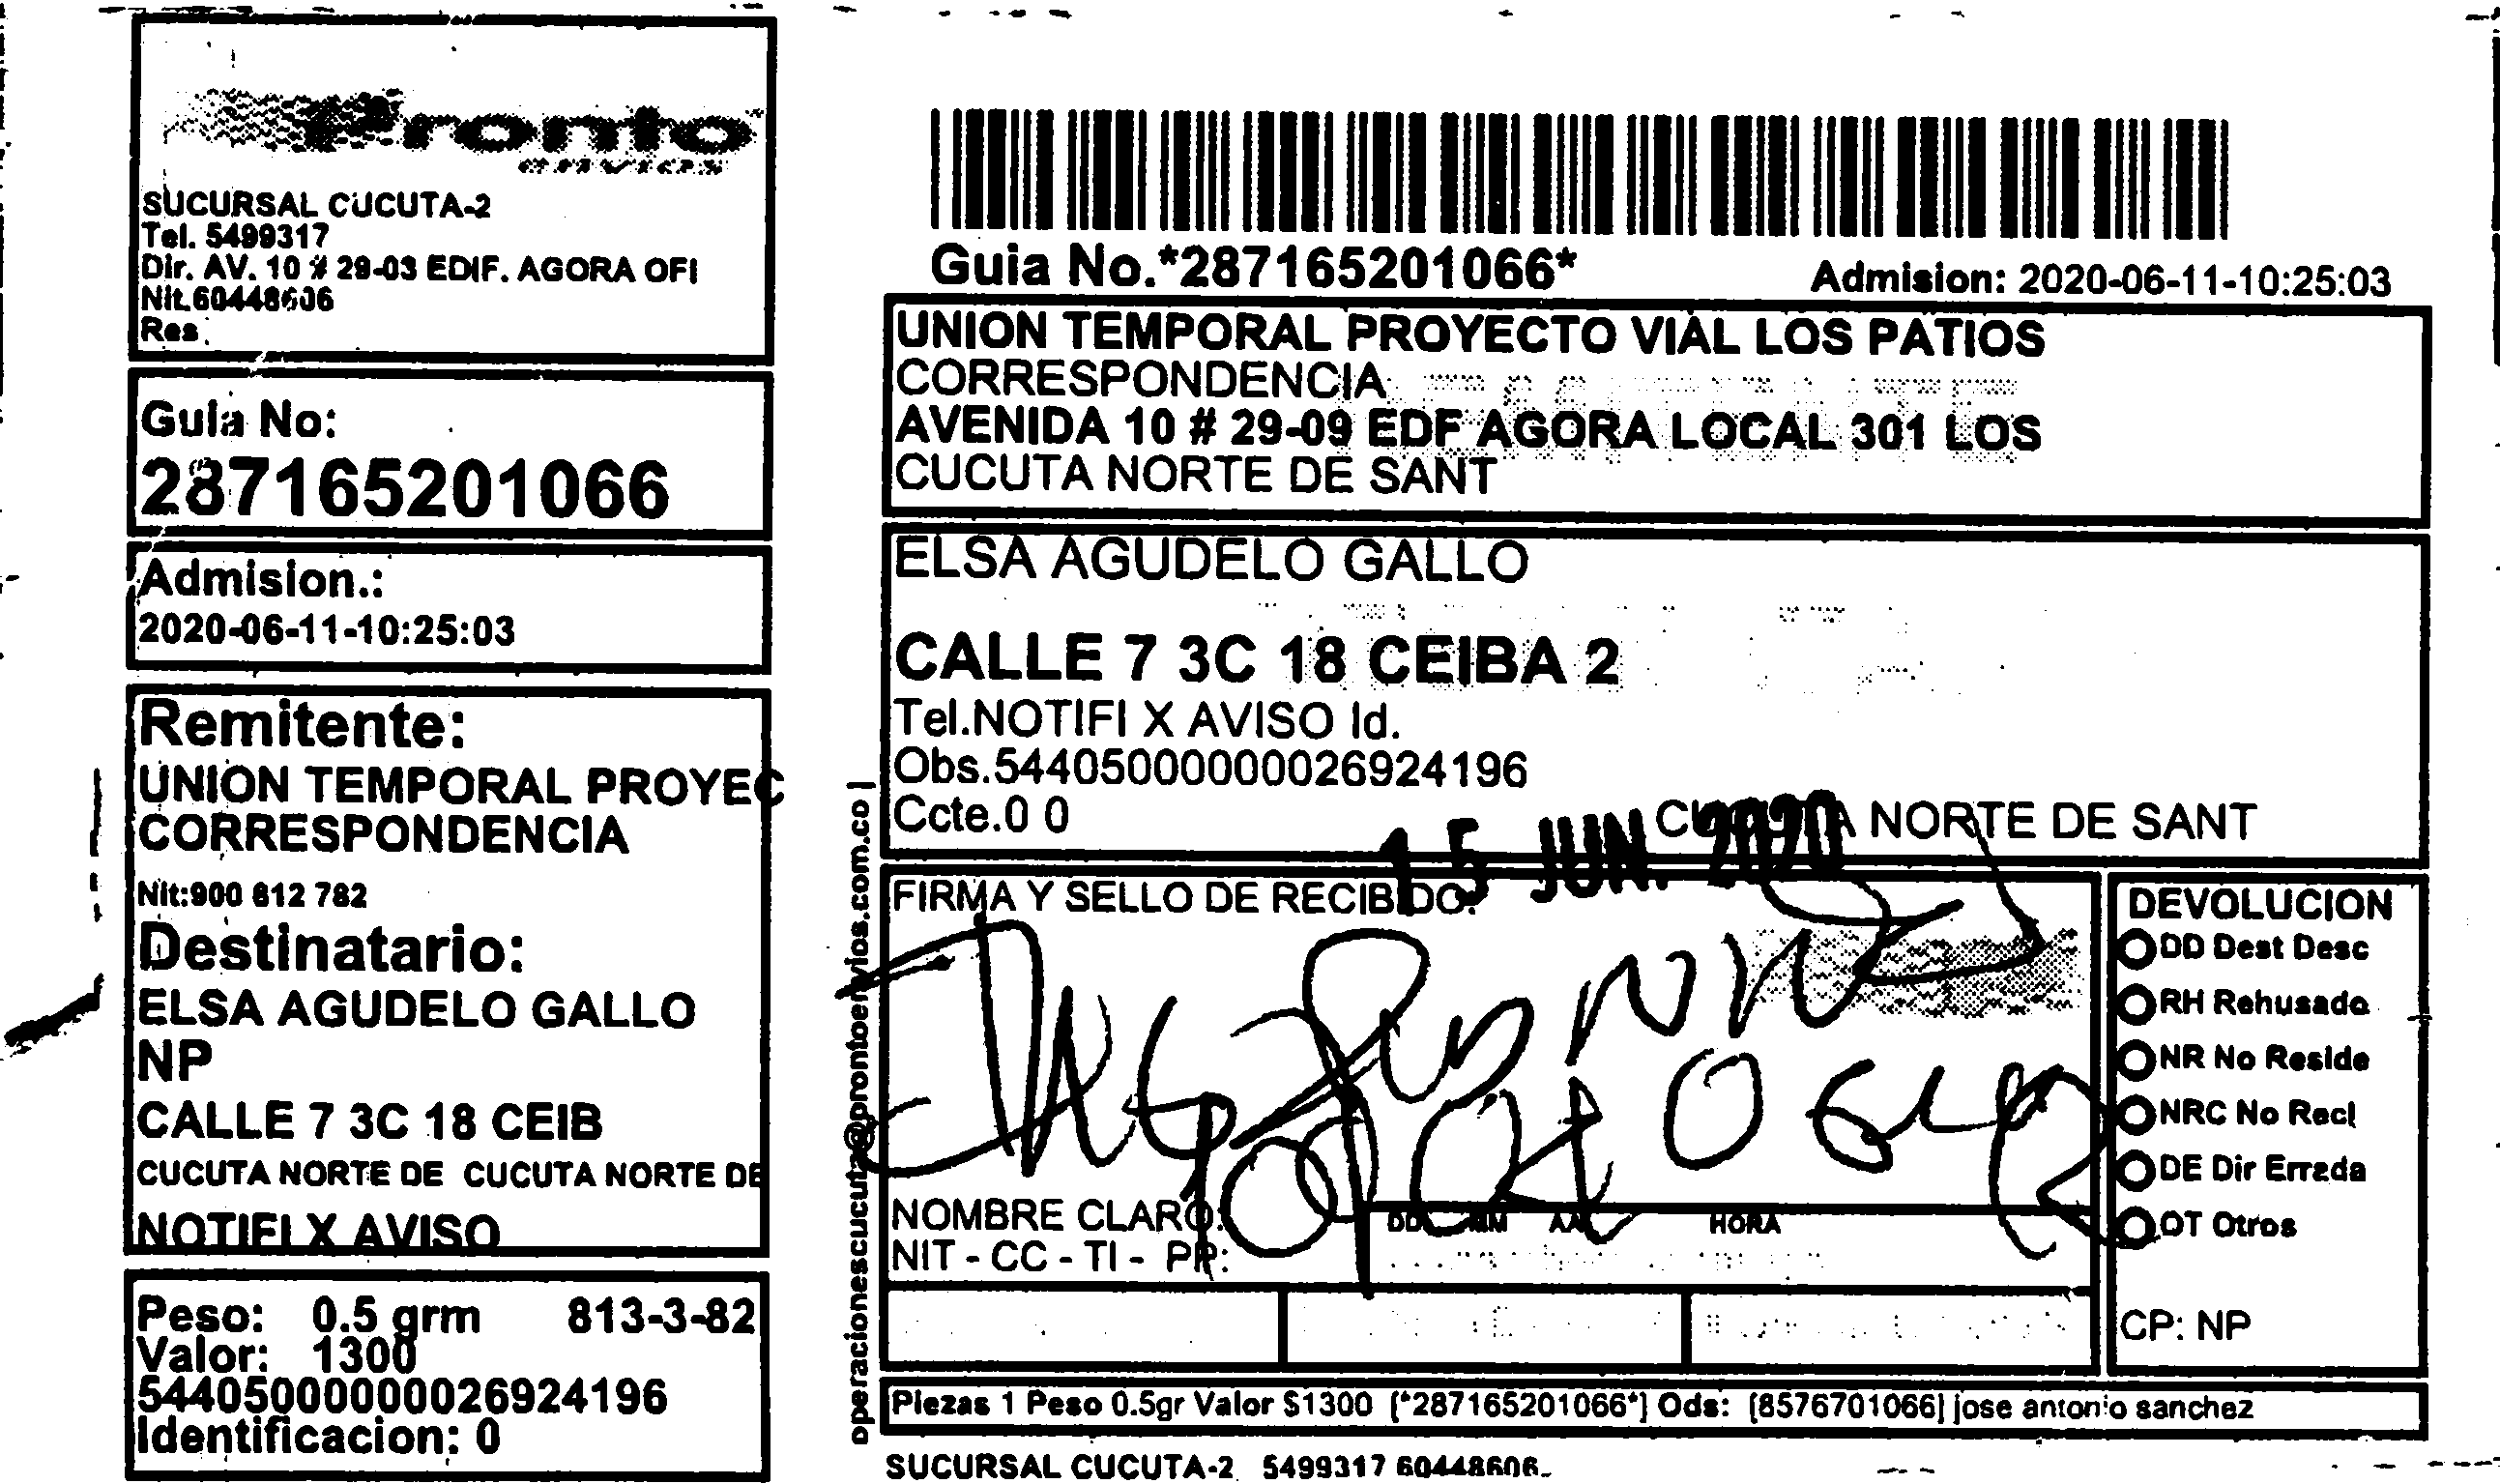 Pronto
SUCURSAL CUCUTA-2
Tel. 5499317
Dir. AV. 10 # 29-03 EDIF. AGORA OFI
Nit.60448606
Res
Guia No:
287165201066
Admision.:
2020-06-11-10:25:03
Remitente:
UNION TEMPORAL PROYEC
CORRESPONDENCIA
Nit:900 812 782
Destinatario:
ELSA AGUDELO GALLO
NP
CALLE 7 3C 18 CEIB
CUCUTA NORTE DE CUCUTA NORTE DE
NOTIFI X AVISO
Peso: 0.5 grm 813-3-82
Valor: 1300
544050000000026924196
Identificacion: 0
operacionescucuta@prontoenvios.com.co |
Guia No.*287165201066*
Admision: 2020-06-11-10:25:03
UNION TEMPORAL PROYECTO VIAL LOS PATIOS
CORRESPONDENCIA
AVENIDA 10 # 29-09 EDF AGORA LOCAL 301 LOS
CUCUTA NORTE DE SANT
ELSA AGUDELO GALLO
CALLE 7 3C 18 CEIBA 2
Tel.NOTIFI X AVISO Id.
Obs.544050000000026924196
Ccte.0 0
CUCUTA NORTE DE SANT
15 JUN. 2020
FIRMA Y SELLO DE RECIBIDO:
NOMBRE CLARO:
NIT - CC - TI - PP:
DD MM AA HORA
DEVOLUCION
DD Dest Desc
RH Rehusado
NR No Reside
NRC No Recl
DE Dir Errada
OT Otros
CP: NP
Piezas 1 Peso 0.5gr Valor $1300 [*287165201066*] Ods: [8576701066] jose antonio sanchez
SUCURSAL CUCUTA-2 5499317 60448606